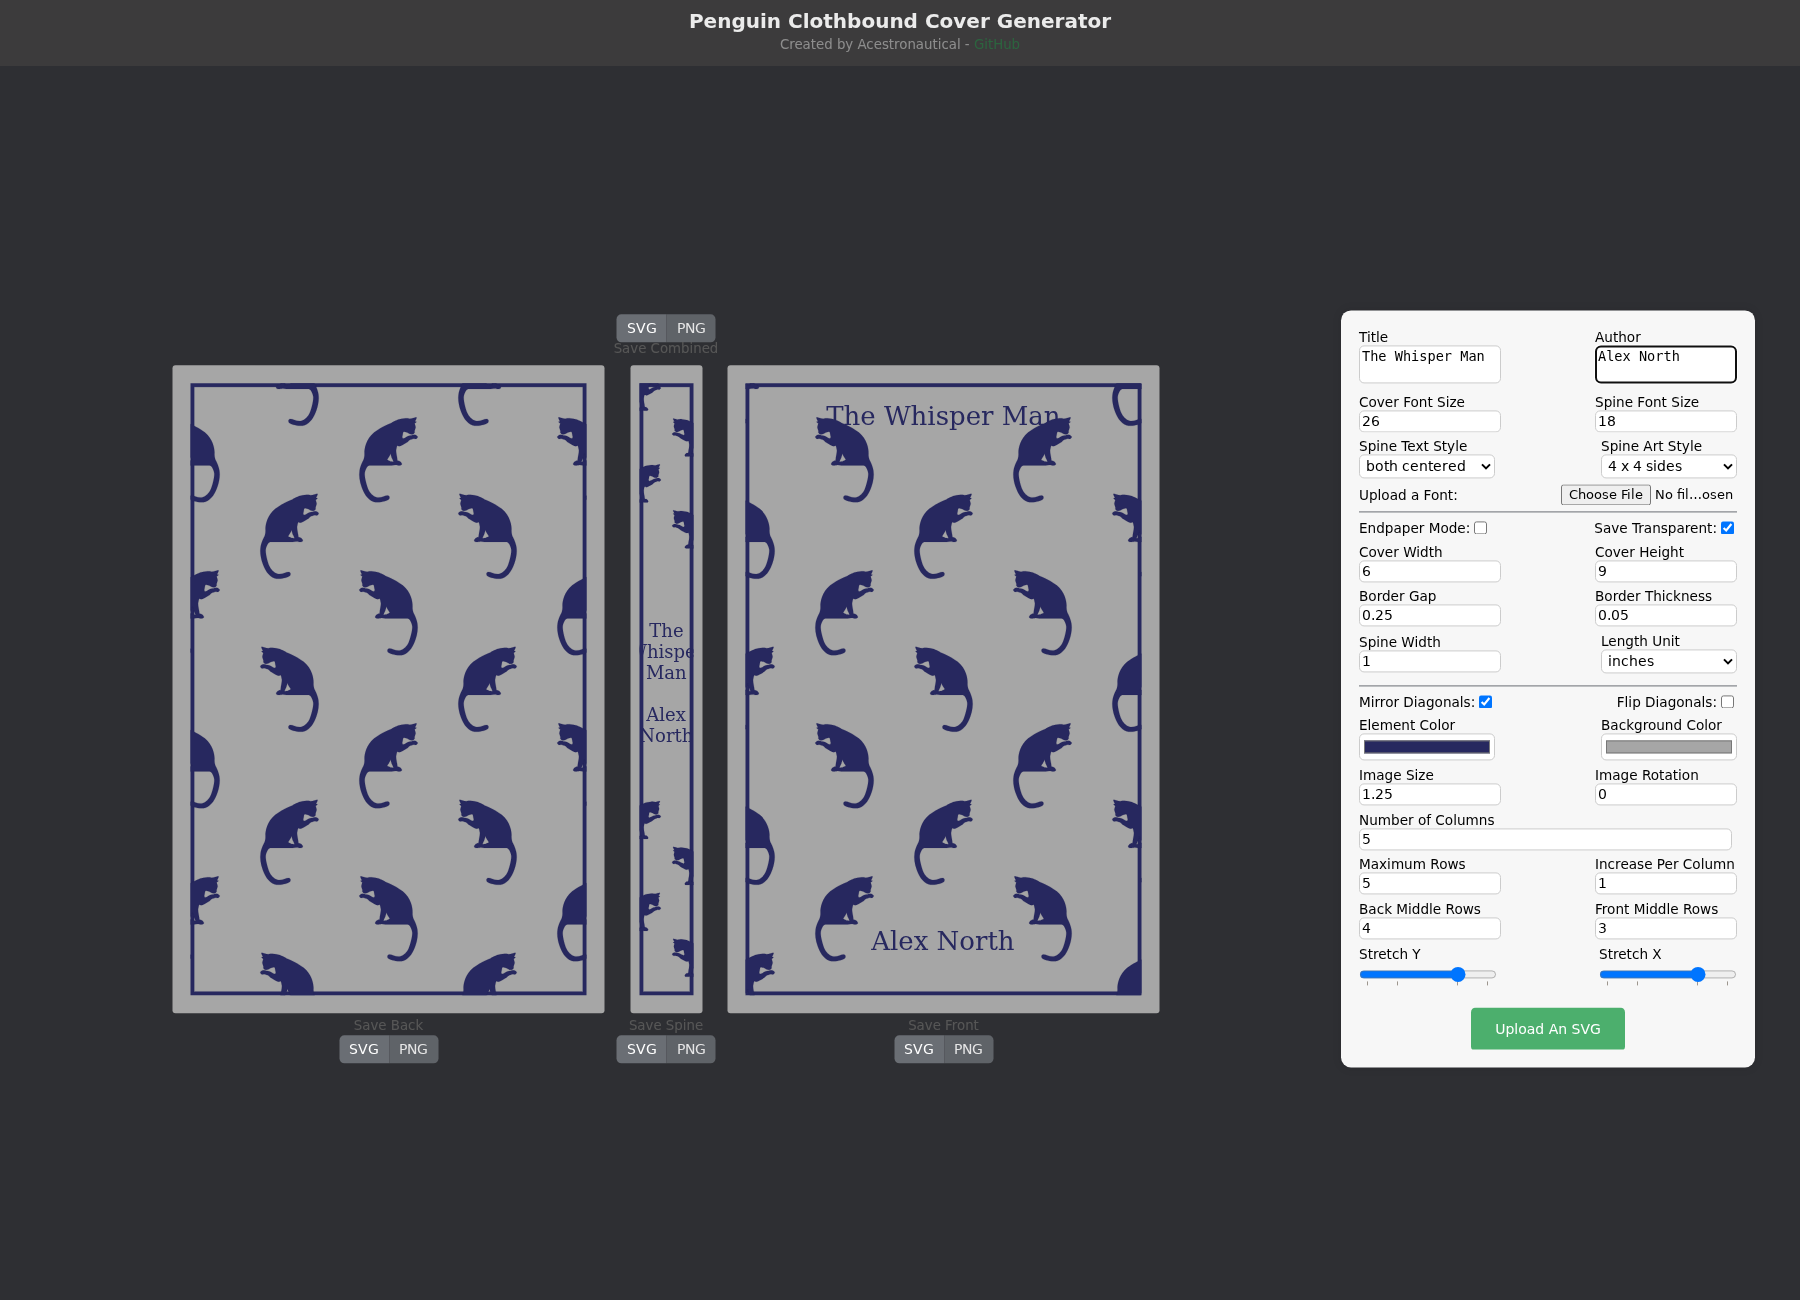 Penguin Clothbound Cover Generator
Created by Acestronautical - GitHub
SVG PNG
Save Combined
The
Whispe
Man
Alex
North
The Whisper Man
Alex North
Save Back
SVG PNG
Save Spine
SVG PNG
Save Front
SVG PNG
Title Author
The Whisper Man Alex North
Cover Font Size Spine Font Size
26 18
Spine Text Style Spine Art Style
both centered 4 x 4 sides
Upload a Font: Choose File No fil...osen
Endpaper Mode: Save Transparent:
Cover Width Cover Height
6 9
Border Gap Border Thickness
0.25 0.05
Spine Width Length Unit
1 inches
Mirror Diagonals: Flip Diagonals:
Element Color Background Color
Image Size Image Rotation
1.25 0
Number of Columns
5
Maximum Rows Increase Per Column
5 1
Back Middle Rows Front Middle Rows
4 3
Stretch Y Stretch X
Upload An SVG